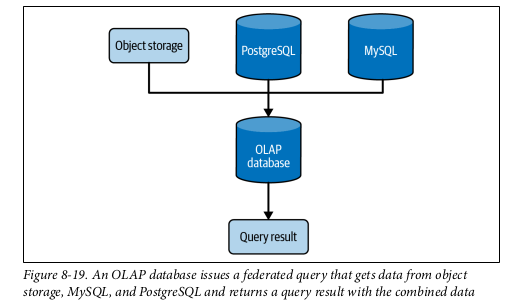 Object storage
PostgreSQL
MySQL
OLAP
database
Query result
Figure 8-19. An OLAP database issues a federated query that gets data from object
storage, MySQL, and PostgreSQL and returns a query result with the combined data